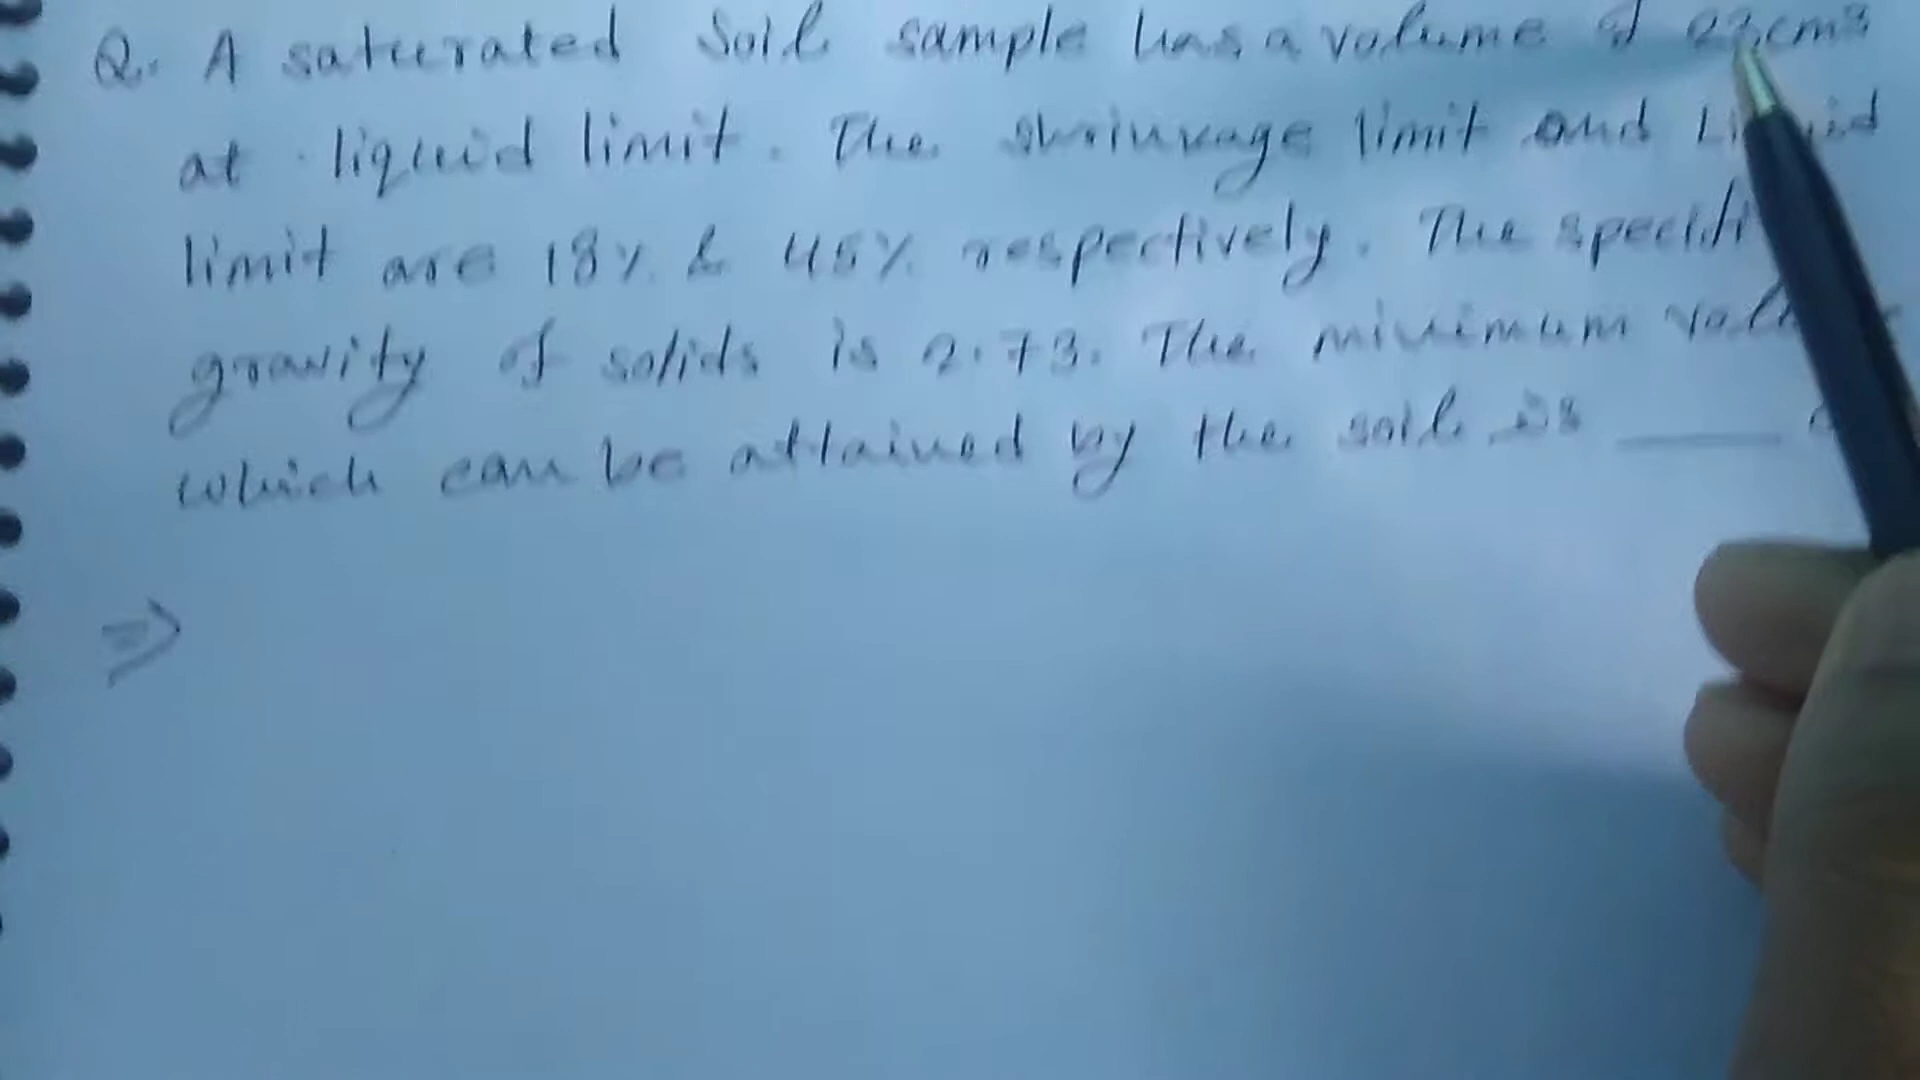 Q. A saturated soil sample has a volume of 23cm3
at liquid limit. The shrinkage limit and
limit are 18% & 45% respectively. The
gravity of solids is 2.73. The minimum
which can be attained by the soil is ____
⇒